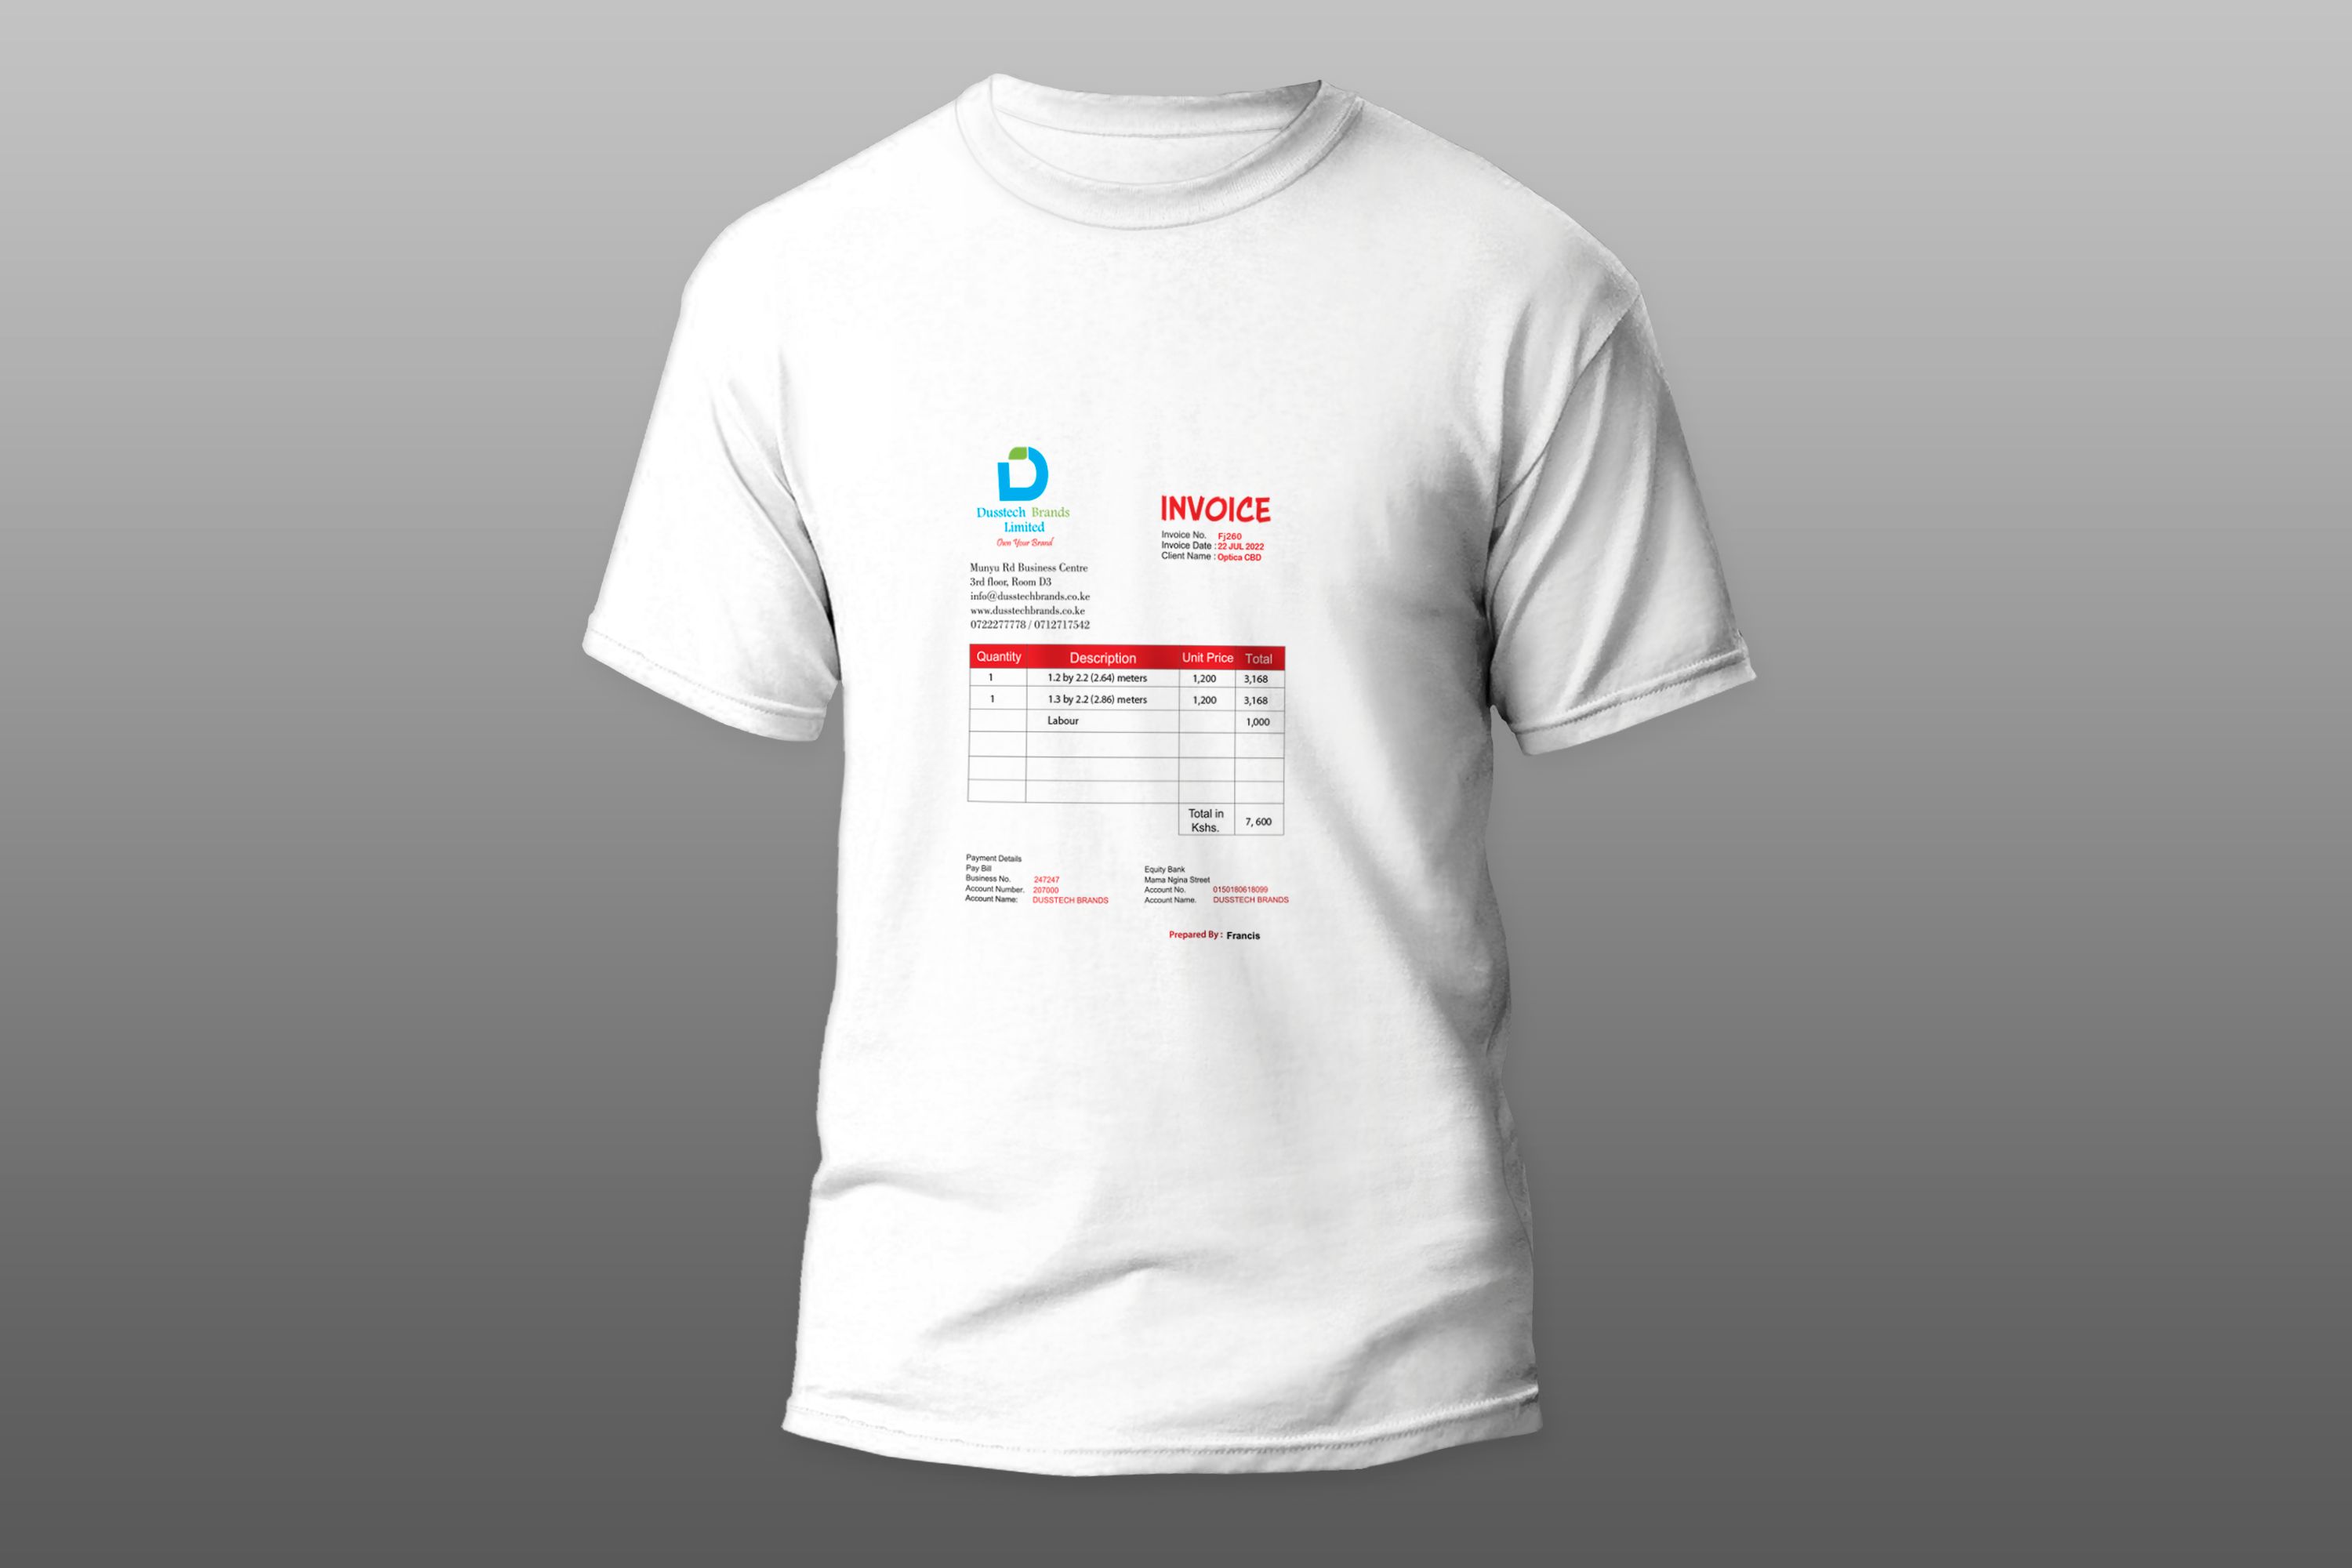 Dusstech Brands
Limited
Own Your Brand
INVOICE
Invoice No. Fj260
Invoice Date : 22 JUL 2022
Client Name : Optica CBD
Munyu Rd Business Centre
3rd floor, Room D3
info@dusstechbrands.co.ke
www.dusstechbrands.co.ke
0722277778 / 0712717542
Quantity Description Unit Price Total
1 1.2 by 2.2 (2.64) meters 1,200 3,168
1 1.3 by 2.2 (2.86) meters 1,200 3,168
Labour 1,000
Total in
Kshs. 7, 600
Payment Details
Pay Bill
Business No. 247247
Account Number. 207000
Account Name: DUSSTECH BRANDS
Equity Bank
Mama Ngina Street
Account No. 0150180618099
Account Name. DUSSTECH BRANDS
Prepared By : Francis